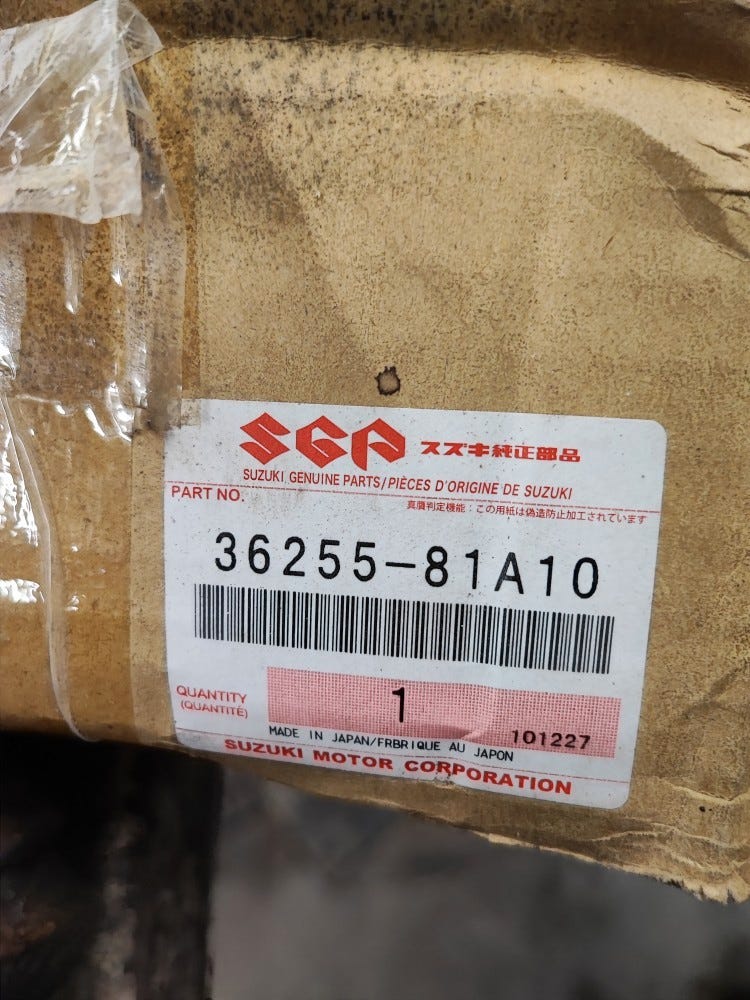 SGP スズキ純正部品
SUZUKI GENUINE PARTS/PIÈCES D'ORIGINE DE SUZUKI
PART NO.
真贋判定機能：この用紙は偽造防止加工されています
36255-81A10
QUANTITY
(QUANTITÉ)
1
101227
MADE IN JAPAN/FRBRIQUE AU JAPON
SUZUKI MOTOR CORPORATION